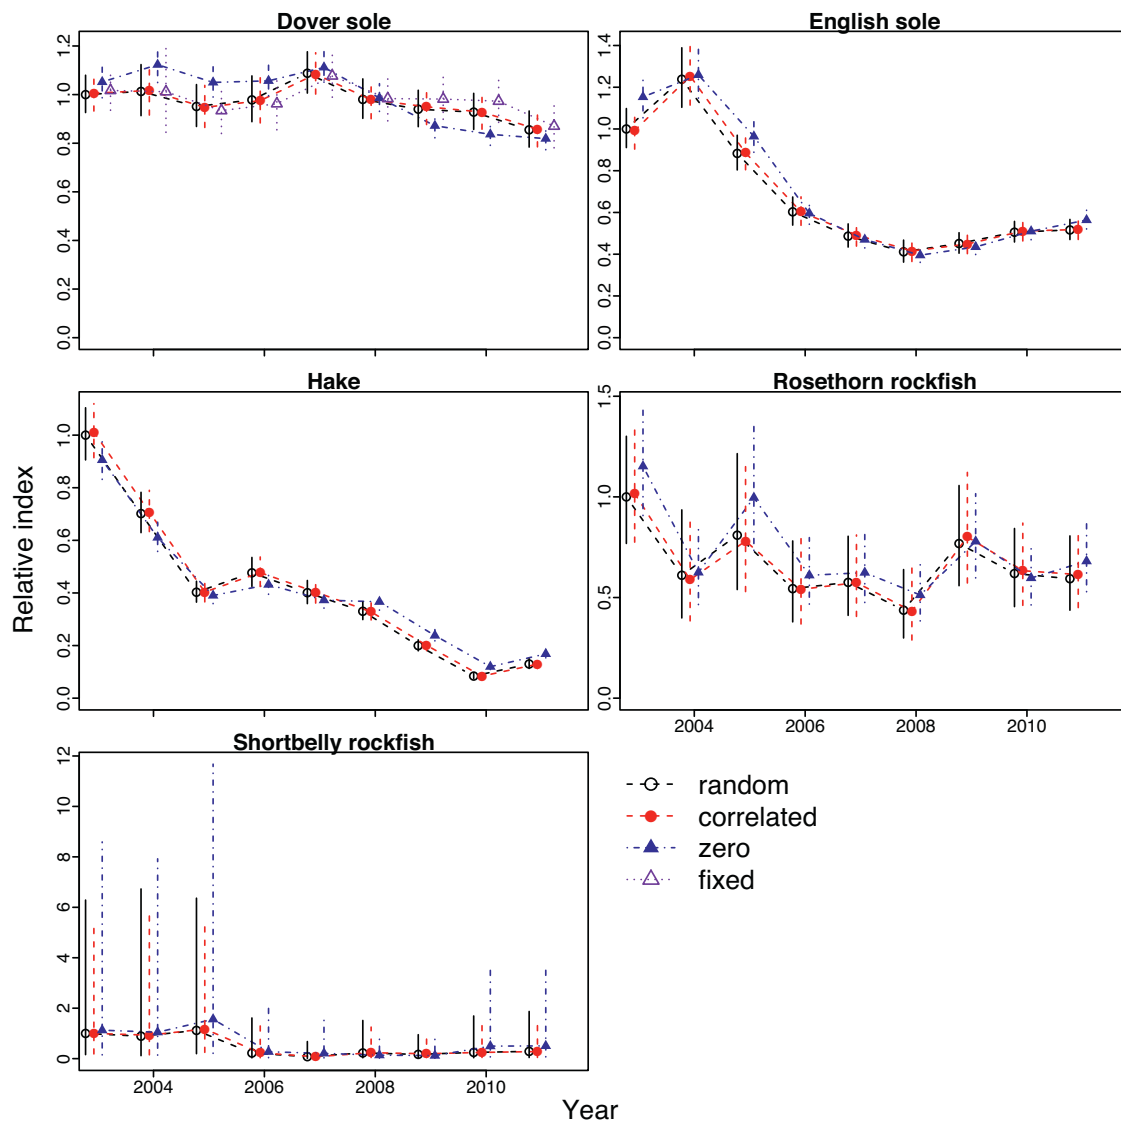 Dover sole
English sole
0.0 0.2 0.4 0.6 0.8 1.0 1.2
0.0 0.2 0.4 0.6 0.8 1.0 1.2 1.4
Hake
Rosethorn rockfish
0.0 0.2 0.4 0.6 0.8 1.0
0.0 0.5 1.0 1.5
Relative index
2004 2006 2008 2010
Shortbelly rockfish
0 2 4 6 8 10 12
2004 2006 2008 2010
random
correlated
zero
fixed
Year